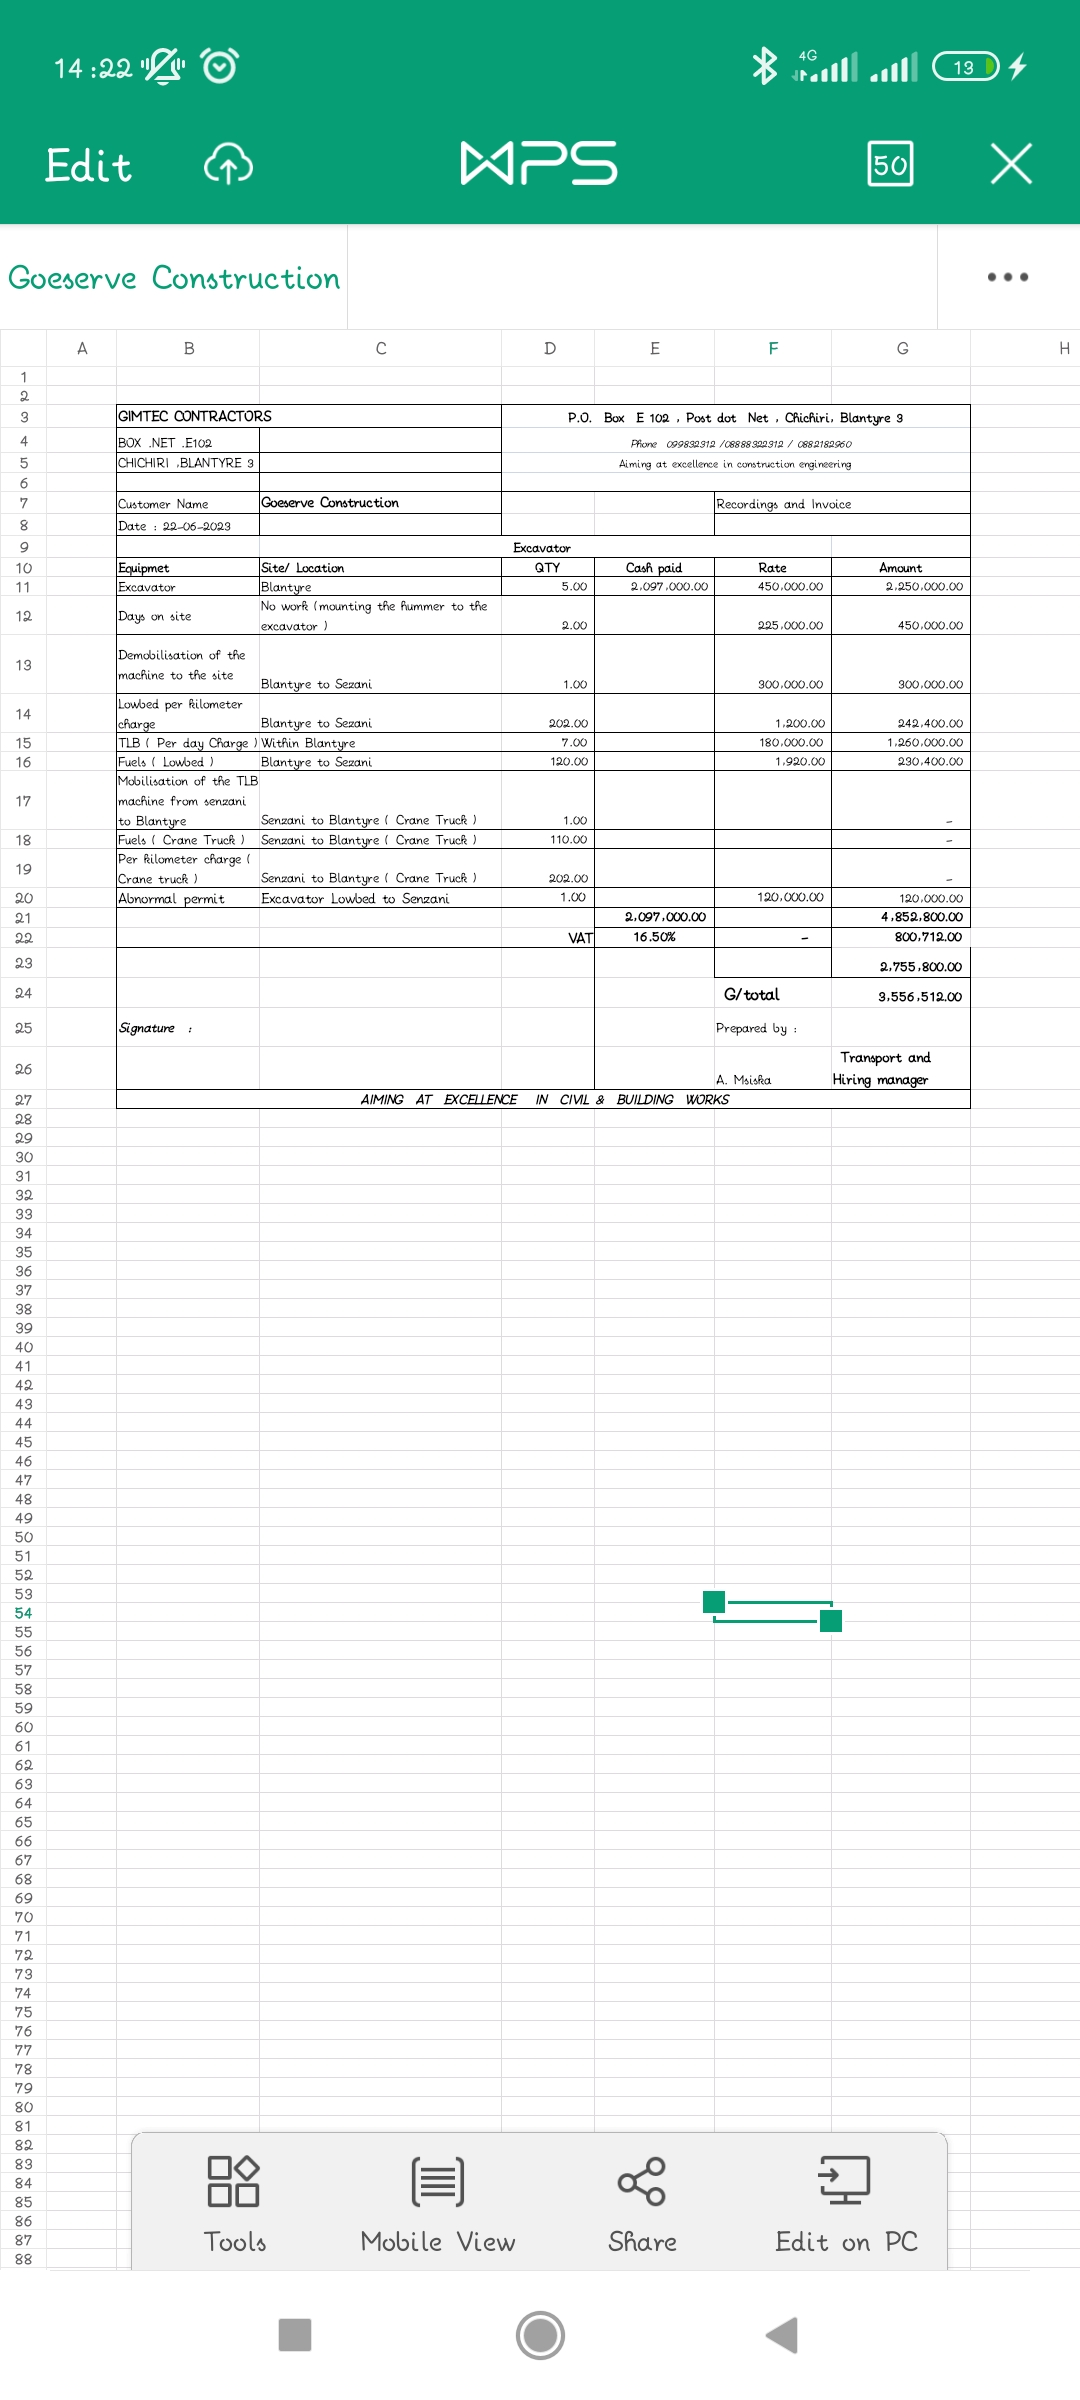 14:22
4G
13
Edit
WPS
50
Goeserve Construction
A B C D E F G H
1
2
3 GIMTEC CONTRACTORS P.O. Box E 102 , Post dot Net , Chichiri, Blantyre 3
4 BOX .NET .E102 Phone 099832312 /08888322312 / 0882182960
5 CHICHIRI ,BLANTYRE 3 Aiming at excellence in construction engineering
6
7 Customer Name Goeserve Construction Recordings and Invoice
8 Date : 22-06-2023
9 Excavator
10 Equipmet Site/ Location QTY Cash paid Rate Amount
11 Excavator Blantyre 5.00 2,097,000.00 450,000.00 2,250,000.00
12 Days on site No work (mounting the hummer to the
excavator ) 2.00 225,000.00 450,000.00
13 Demobilisation of the
machine to the site Blantyre to Sezani 1.00 300,000.00 300,000.00
14 Lowbed per kilometer
charge Blantyre to Sezani 202.00 1,200.00 242,400.00
15 TLB ( Per day Charge ) Within Blantyre 7.00 180,000.00 1,260,000.00
16 Fuels ( Lowbed ) Blantyre to Sezani 120.00 1,920.00 230,400.00
17 Mobilisation of the TLB
machine from senzani
to Blantyre Senzani to Blantyre ( Crane Truck ) 1.00 -
18 Fuels ( Crane Truck ) Senzani to Blantyre ( Crane Truck ) 110.00 -
19 Per kilometer charge (
Crane truck ) Senzani to Blantyre ( Crane Truck ) 202.00 -
20 Abnormal permit Excavator Lowbed to Senzani 1.00 120,000.00 120,000.00
21 2,097,000.00 4,852,800.00
22 VAT 16.50% - 800,712.00
23 2,755,800.00
24 G/total 3,556,512.00
25 Signature : Prepared by :
26 A. Msiska Transport and
Hiring manager
27 AIMING AT EXCELLENCE IN CIVIL & BUILDING WORKS
28
29
30
31
32
33
34
35
36
37
38
39
40
41
42
43
44
45
46
47
48
49
50
51
52
53
54
55
56
57
58
59
60
61
62
63
64
65
66
67
68
69
70
71
72
73
74
75
76
77
78
79
80
81
82
83
84
85
86
87
88
Tools Mobile View Share Edit on PC